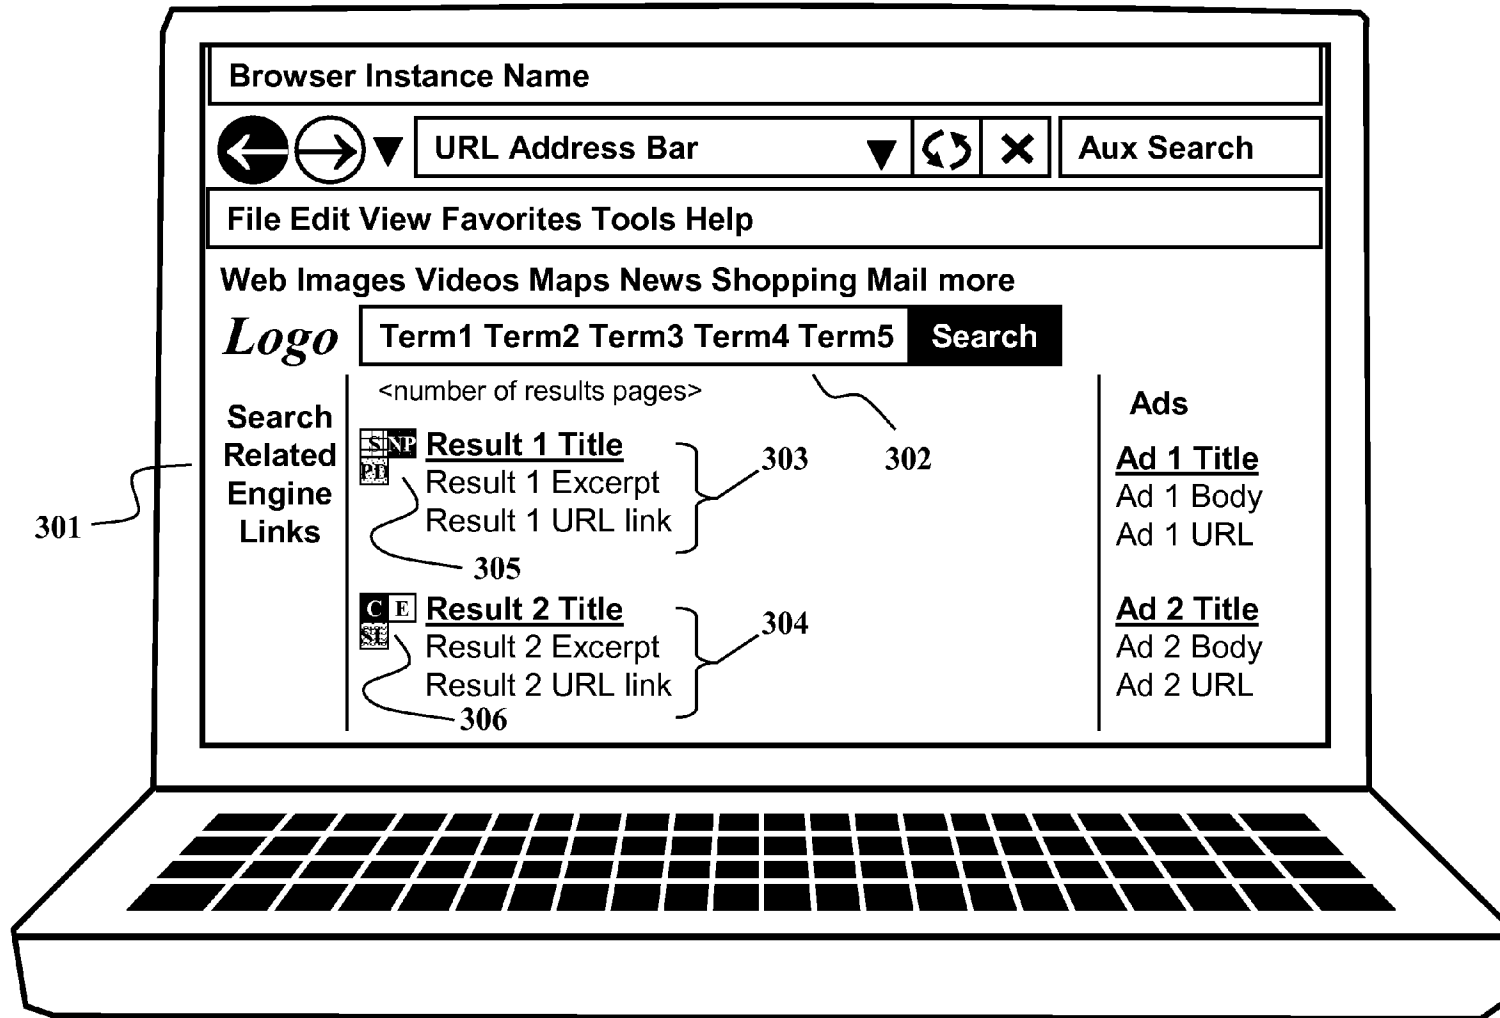 Browser Instance Name
URL Address Bar
Aux Search
File Edit View Favorites Tools Help
Web Images Videos Maps News Shopping Mail more
Logo
Term1 Term2 Term3 Term4 Term5
Search
<number of results pages>
302
Search
Related
Engine
Links
301
S NP
PD
Result 1 Title
Result 1 Excerpt
Result 1 URL link
303
305
C E
Result 2 Title
Result 2 Excerpt
Result 2 URL link
304
306
Ads
Ad 1 Title
Ad 1 Body
Ad 1 URL
Ad 2 Title
Ad 2 Body
Ad 2 URL